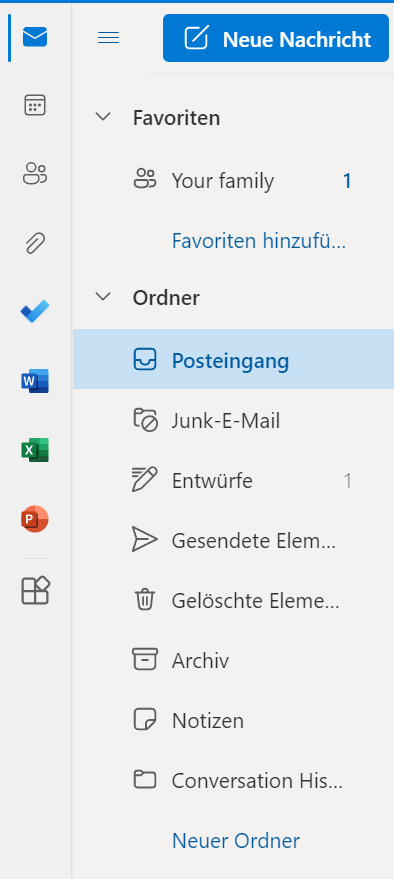 Neue Nachricht
Favoriten
Your family 1
Favoriten hinzufü...
Ordner
Posteingang
Junk-E-Mail
Entwürfe 1
Gesendete Elem...
Gelöschte Eleme...
Archiv
Notizen
Conversation His...
Neuer Ordner
W
X
P